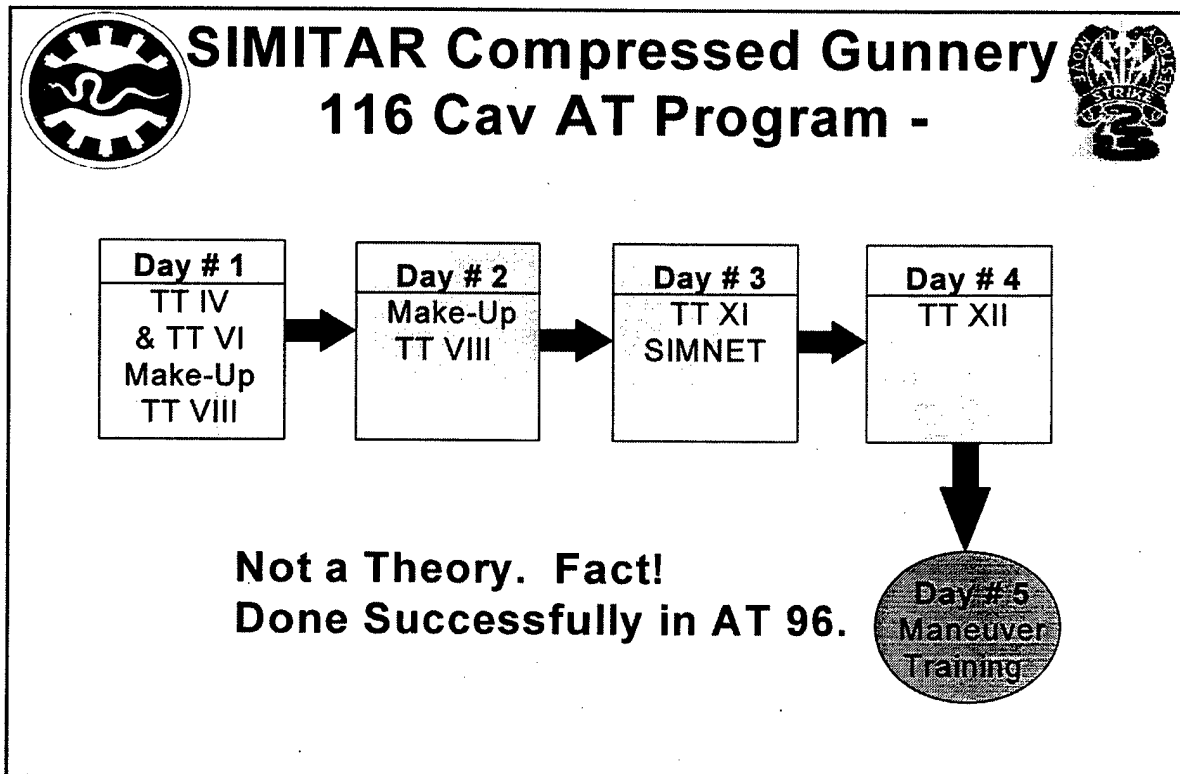 SIMITAR Compressed Gunnery
116 Cav AT Program -
MOVE
STRIKE
DESTROY
Day # 1
TT IV
& TT VI
Make-Up
TT VIII
Day # 2
Make-Up
TT VIII
Day # 3
TT XI
SIMNET
Day # 4
TT XII
Not a Theory. Fact!
Done Successfully in AT 96.
Day # 5
Maneuver
Training